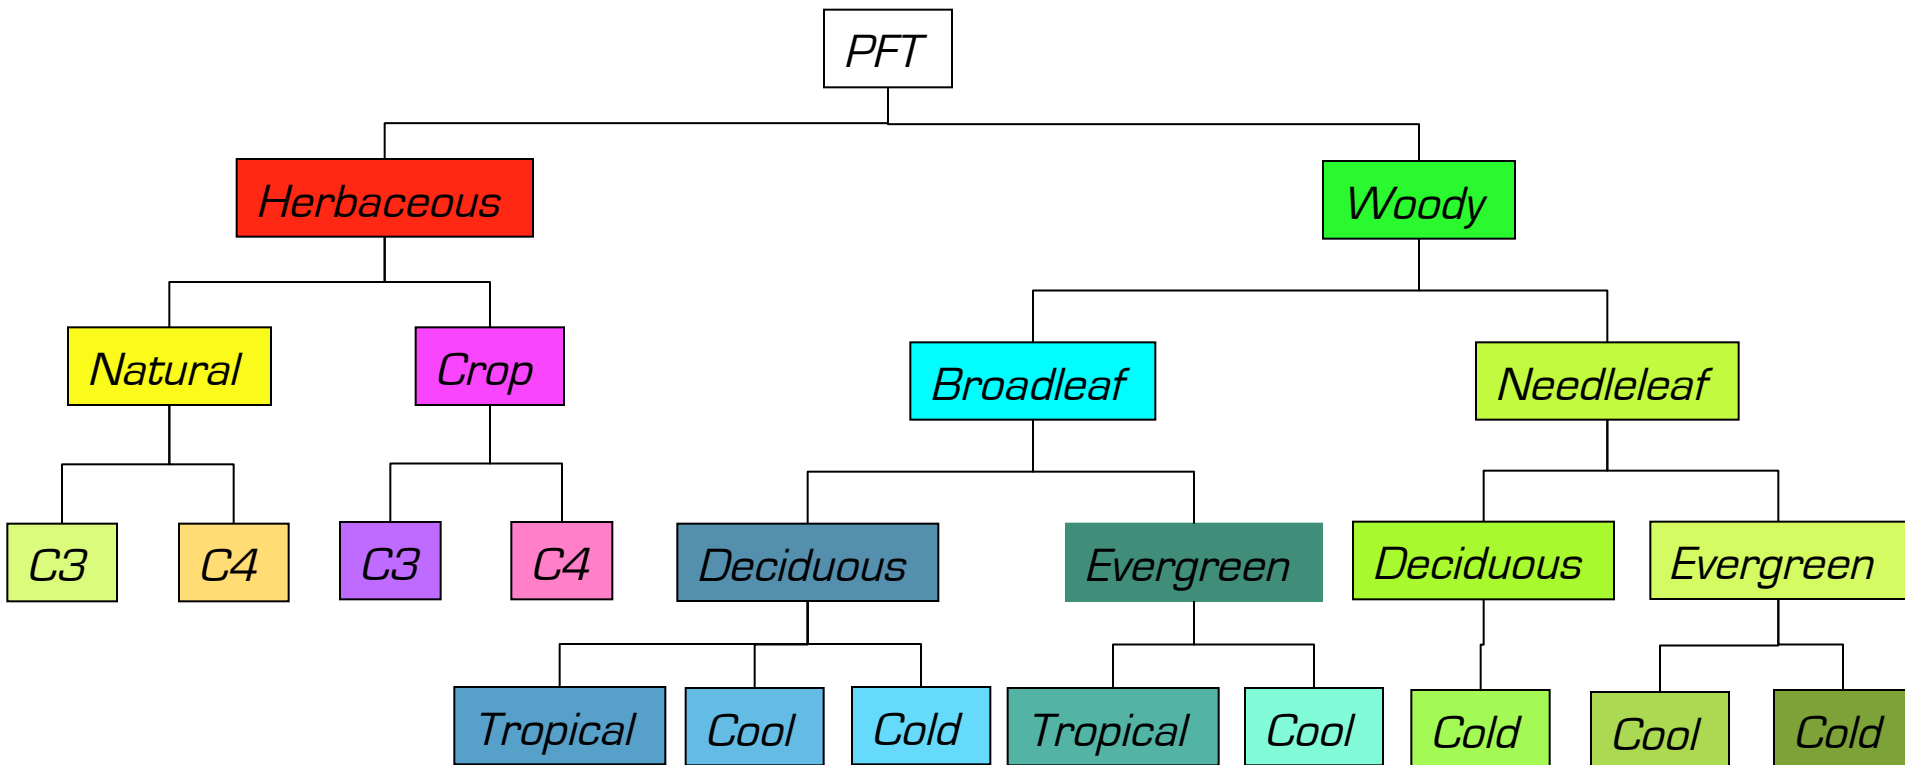 PFT
Herbaceous
Woody
Natural
Crop
Broadleaf
Needleleaf
C3
C4
C3
C4
Deciduous
Evergreen
Deciduous
Evergreen
Tropical
Cool
Cold
Tropical
Cool
Cold
Cool
Cold